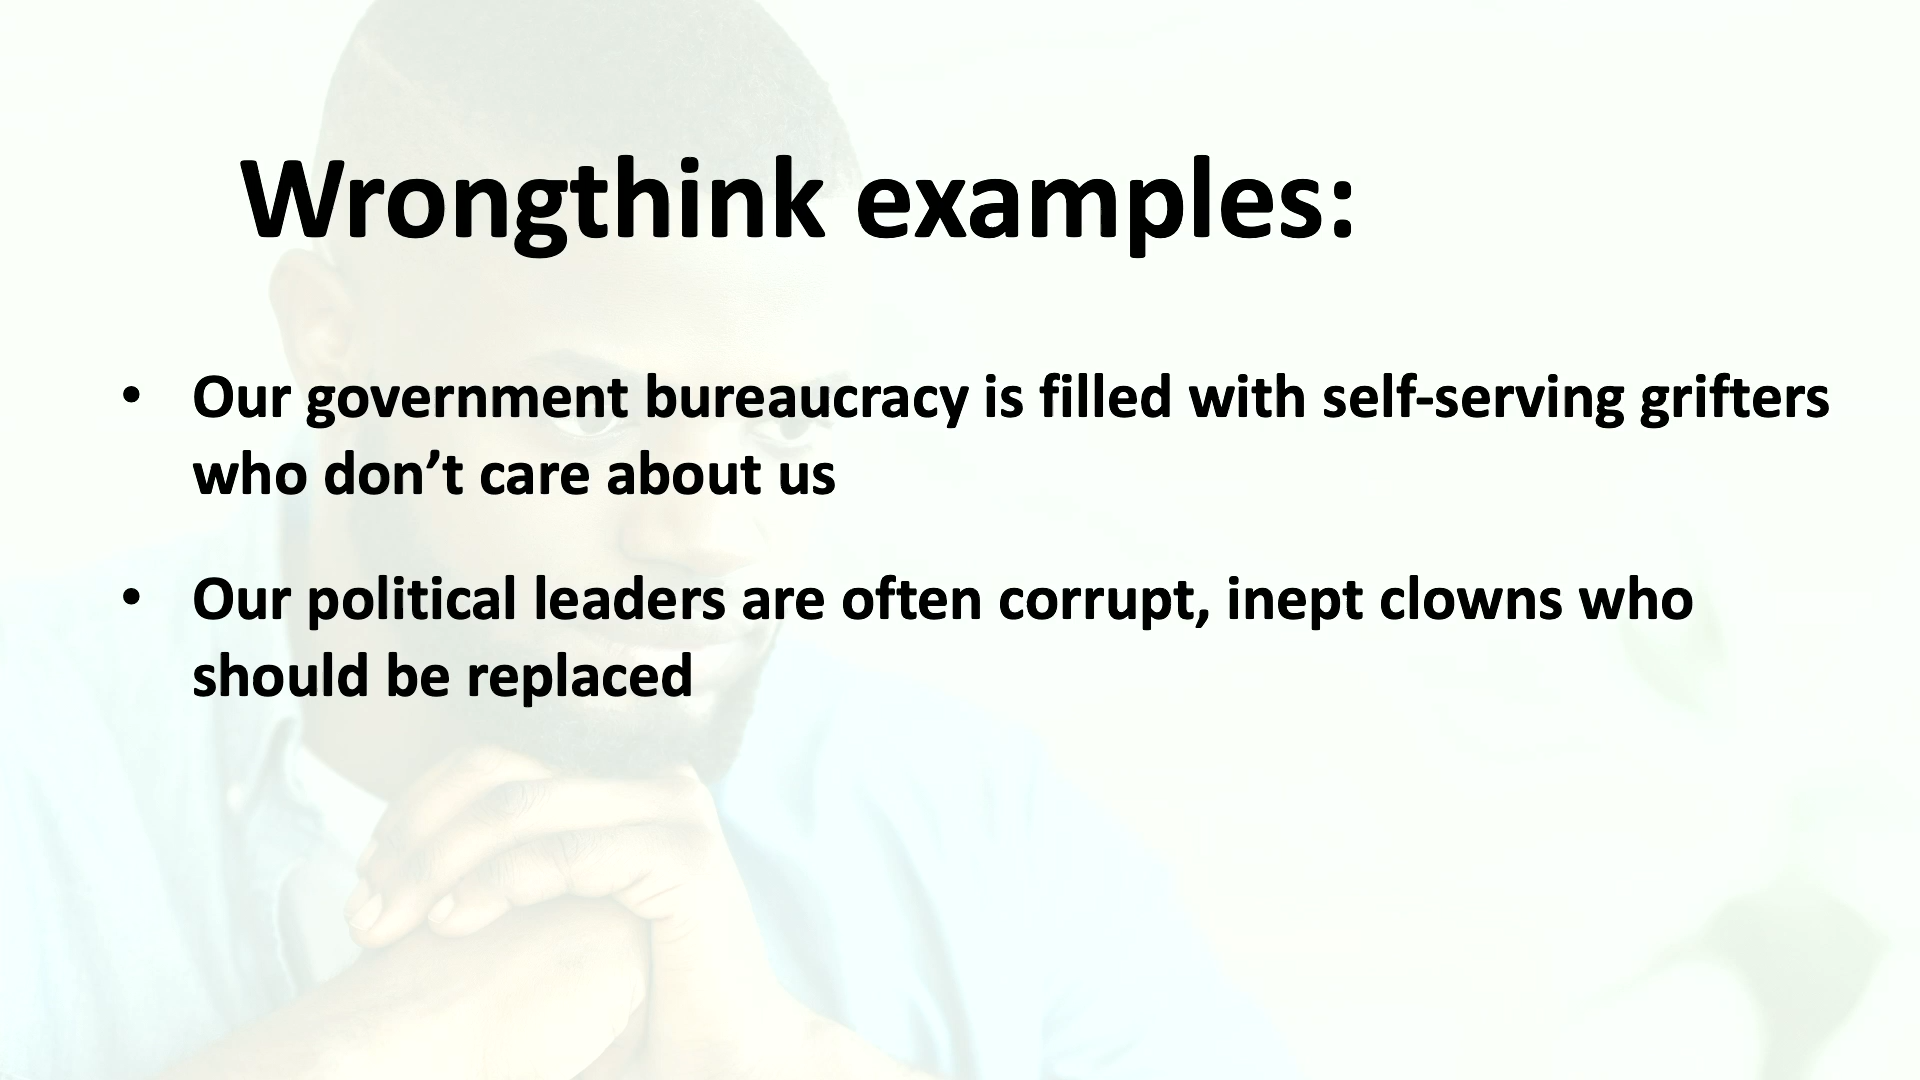 Wrongthink examples:
• Our government bureaucracy is filled with self-serving grifters
who don’t care about us
• Our political leaders are often corrupt, inept clowns who
should be replaced